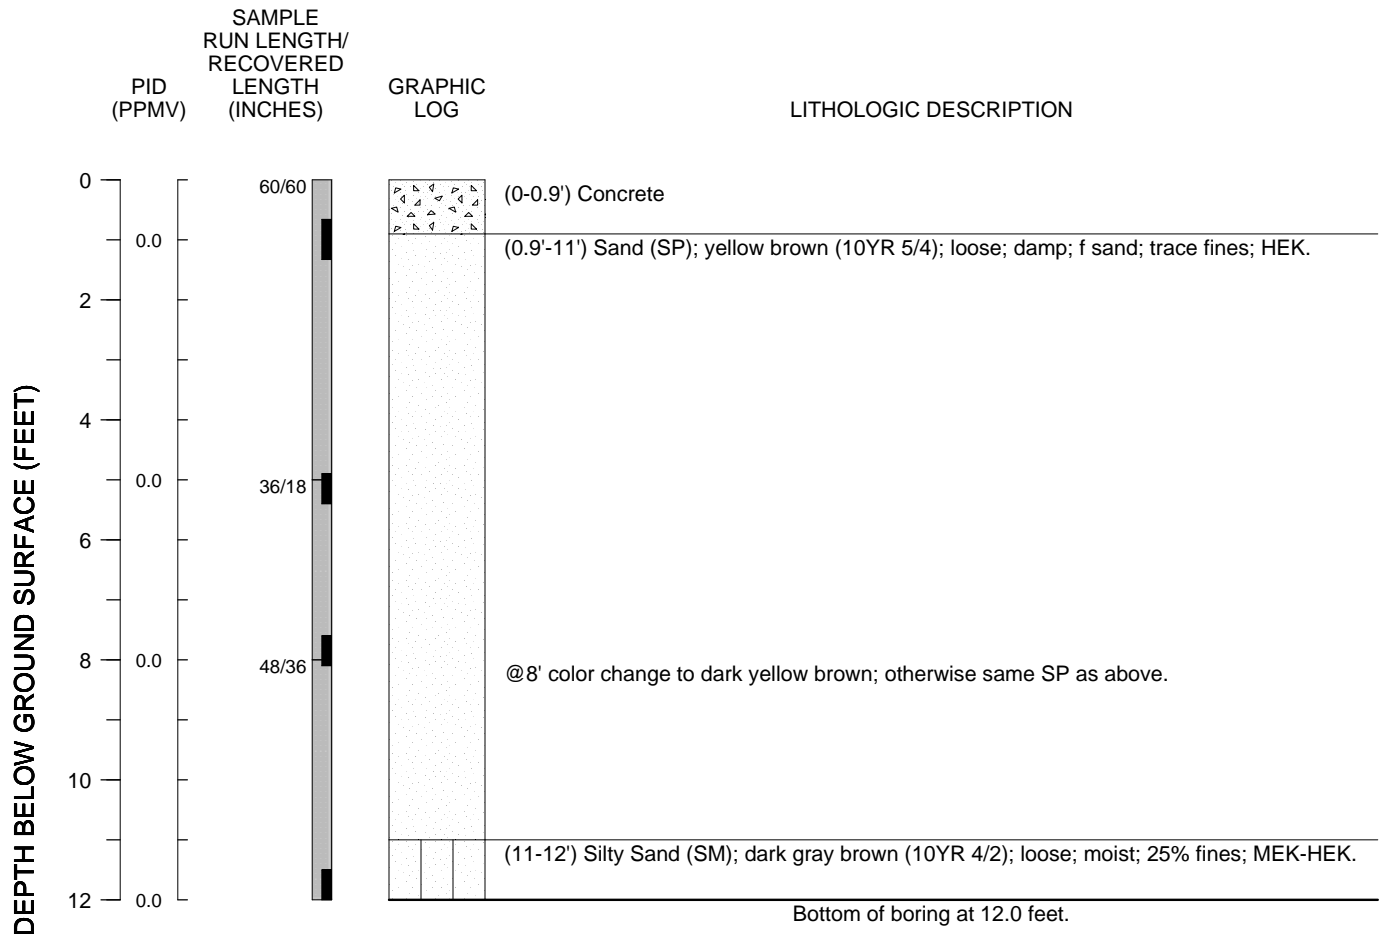 SAMPLE
RUN LENGTH/
RECOVERED
LENGTH
(INCHES)
PID
(PPMV)
GRAPHIC
LOG
LITHOLOGIC DESCRIPTION
DEPTH BELOW GROUND SURFACE (FEET)
0
60/60
(0-0.9') Concrete
0.0
(0.9'-11') Sand (SP); yellow brown (10YR 5/4); loose; damp; f sand; trace fines; HEK.
2
4
0.0
36/18
6
8
0.0
48/36
@8' color change to dark yellow brown; otherwise same SP as above.
10
(11-12') Silty Sand (SM); dark gray brown (10YR 4/2); loose; moist; 25% fines; MEK-HEK.
12
0.0
Bottom of boring at 12.0 feet.